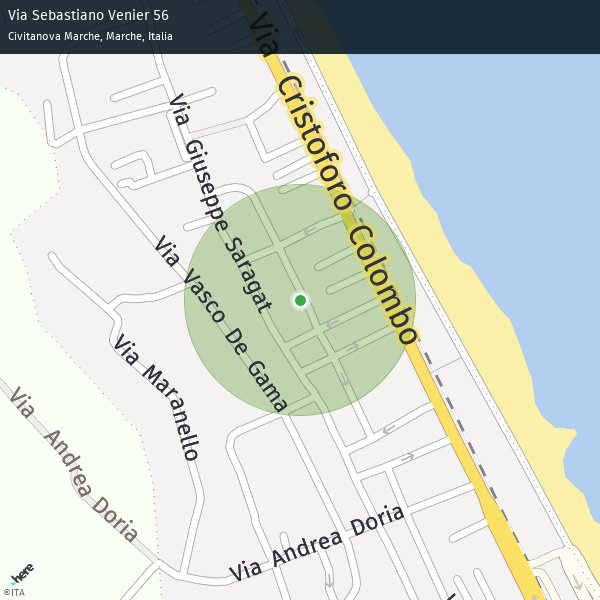 Via Sebastiano Venier 56
Civitanova Marche, Marche, Italia
Via Cristoforo Colombo
Via Giuseppe Saragat
Via Vasco De Gama
Via Maranello
Via Andrea Doria
Via Andrea Doria
here
©ITA